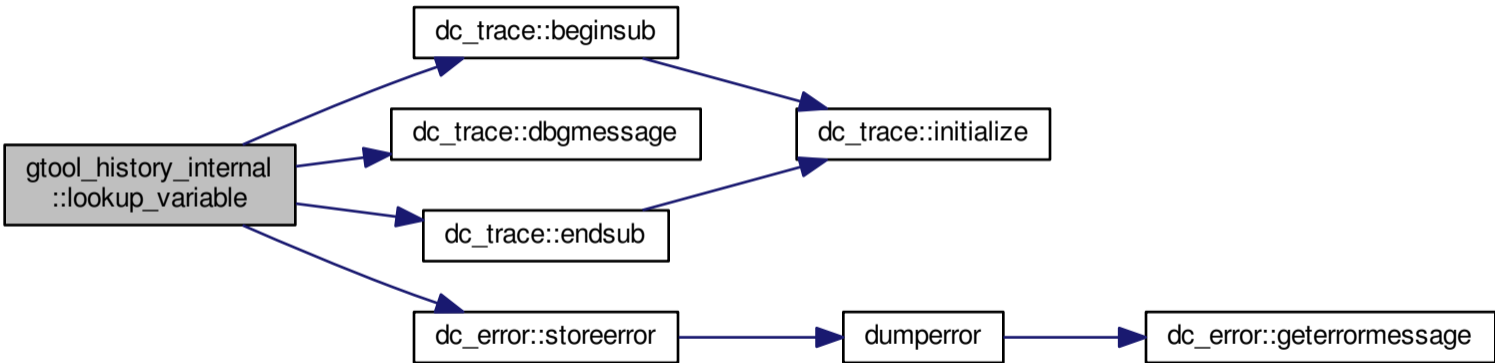 dc_trace::beginsub
dc_trace::dbgmessage
dc_trace::initialize
gtool_history_internal
::lookup_variable
dc_trace::endsub
dc_error::storeerror
dumperror
dc_error::geterrormessage